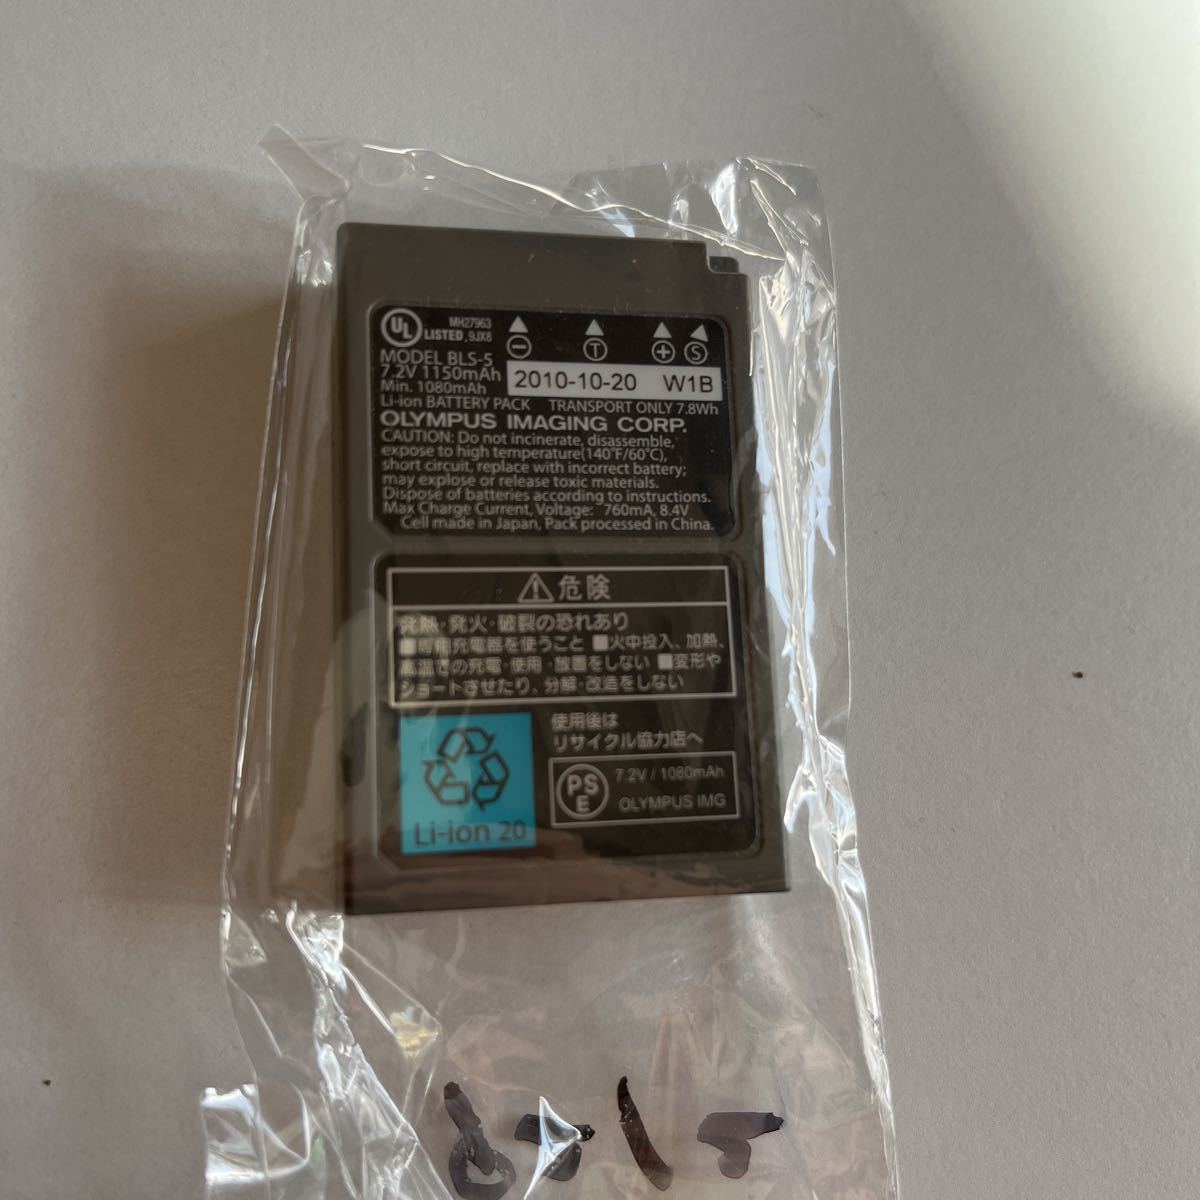 UL MH27963
LISTED, 9JX8
MODEL BLS-5
7.2V 1150mAh
Min. 1080mAh
− T + S
2010-10-20 W1B
Li-ion BATTERY PACK TRANSPORT ONLY 7.8Wh
OLYMPUS IMAGING CORP.
CAUTION: Do not incinerate, disassemble,
expose to high temperature(140°F/60°C),
short circuit, replace with incorrect battery;
may explode or release toxic materials.
Dispose of batteries according to instructions.
Max Charge Current, Voltage: 760mA, 8.4V
Cell made in Japan, Pack processed in China.
危険
発熱・発火・破裂の恐れあり
■専用充電器を使うこと ■火中投入、加熱、
高温での充電・使用・放置をしない ■変形や
ショートさせたり、分解・改造をしない
使用後は
リサイクル協力店へ
Li-ion 20
PSE 7.2V / 1080mAh
OLYMPUS IMG